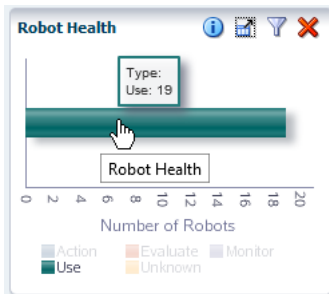 Robot Health
Type:
Use: 19
Robot Health
0 2 4 6 8 10 12 14 16 18 20
Number of Robots
Action Evaluate Monitor
Use Unknown